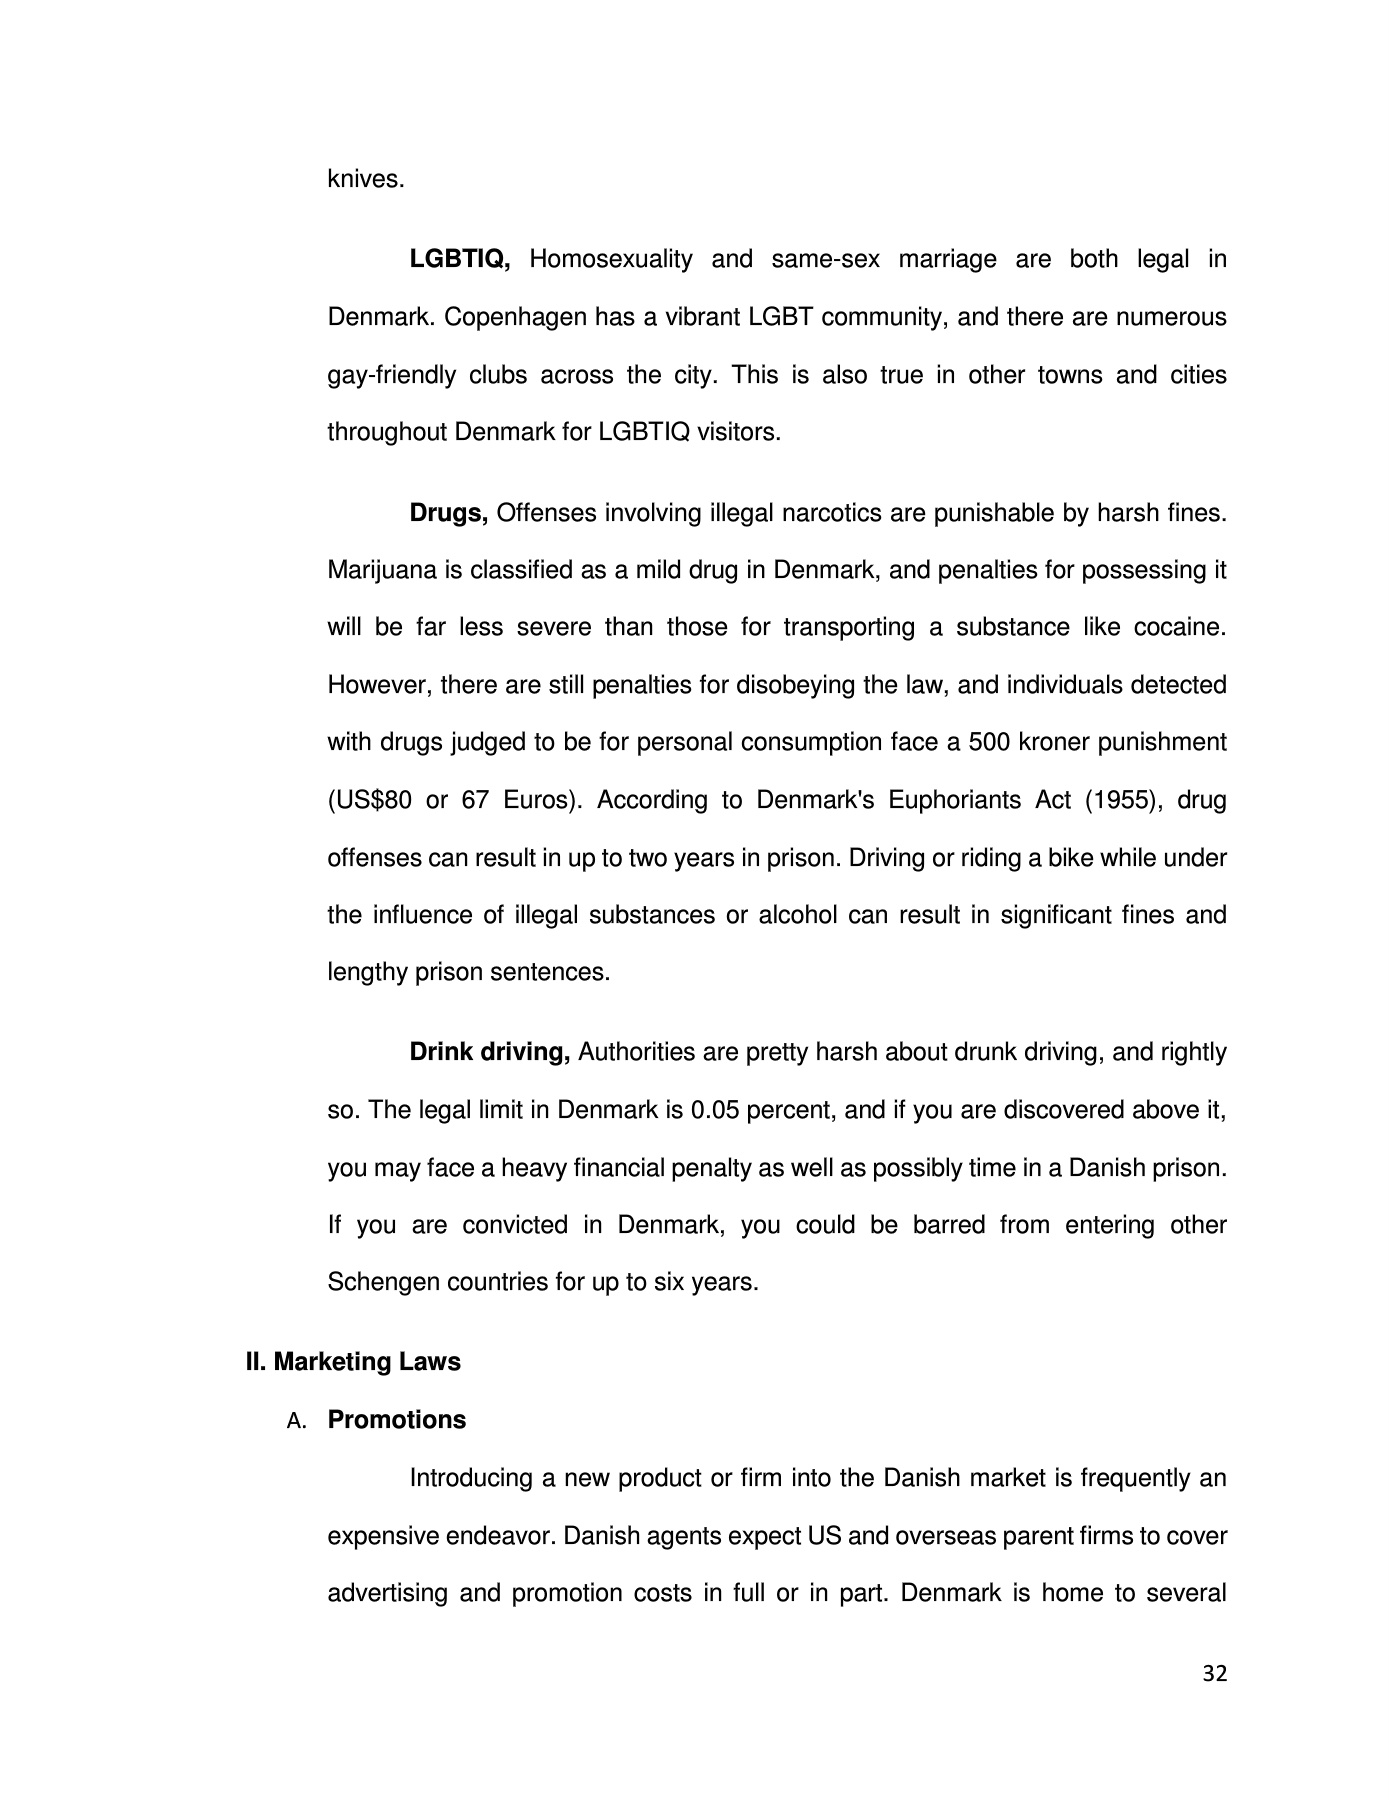 knives.
LGBTIQ, Homosexuality and same-sex marriage are both legal in
Denmark. Copenhagen has a vibrant LGBT community, and there are numerous
gay-friendly clubs across the city. This is also true in other towns and cities
throughout Denmark for LGBTIQ visitors.
Drugs, Offenses involving illegal narcotics are punishable by harsh fines.
Marijuana is classified as a mild drug in Denmark, and penalties for possessing it
will be far less severe than those for transporting a substance like cocaine.
However, there are still penalties for disobeying the law, and individuals detected
with drugs judged to be for personal consumption face a 500 kroner punishment
(US$80 or 67 Euros). According to Denmark's Euphoriants Act (1955), drug
offenses can result in up to two years in prison. Driving or riding a bike while under
the influence of illegal substances or alcohol can result in significant fines and
lengthy prison sentences.
Drink driving, Authorities are pretty harsh about drunk driving, and rightly
so. The legal limit in Denmark is 0.05 percent, and if you are discovered above it,
you may face a heavy financial penalty as well as possibly time in a Danish prison.
If you are convicted in Denmark, you could be barred from entering other
Schengen countries for up to six years.
II. Marketing Laws
A. Promotions
Introducing a new product or firm into the Danish market is frequently an
expensive endeavor. Danish agents expect US and overseas parent firms to cover
advertising and promotion costs in full or in part. Denmark is home to several
32